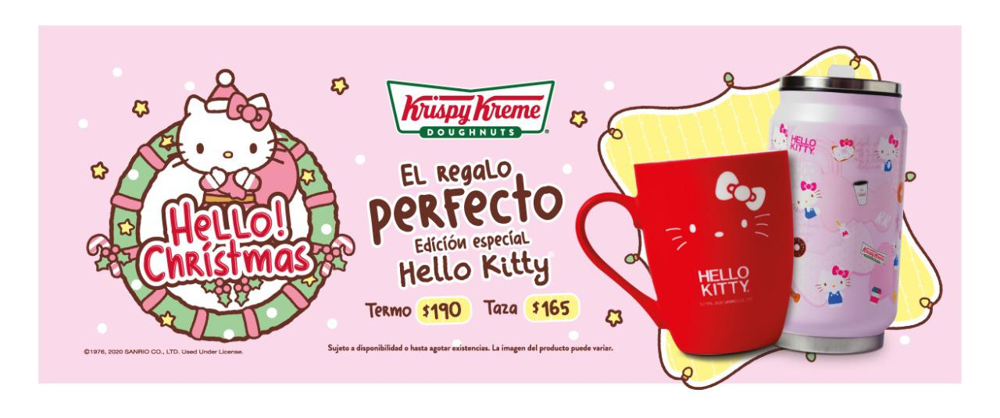 Hello!
Christmas
Krispy Kreme
DOUGHNUTS
El Regalo
perfecto
Edición especial
Hello Kitty
Termo $190 Taza $165
Sujeto a disponibilidad o hasta agotar existencias. La imagen del producto puede variar.
©1976, 2020 SANRIO CO., LTD. Used Under License.
HELLO
KITTY
HELLO
KITTY
Krispy Kreme